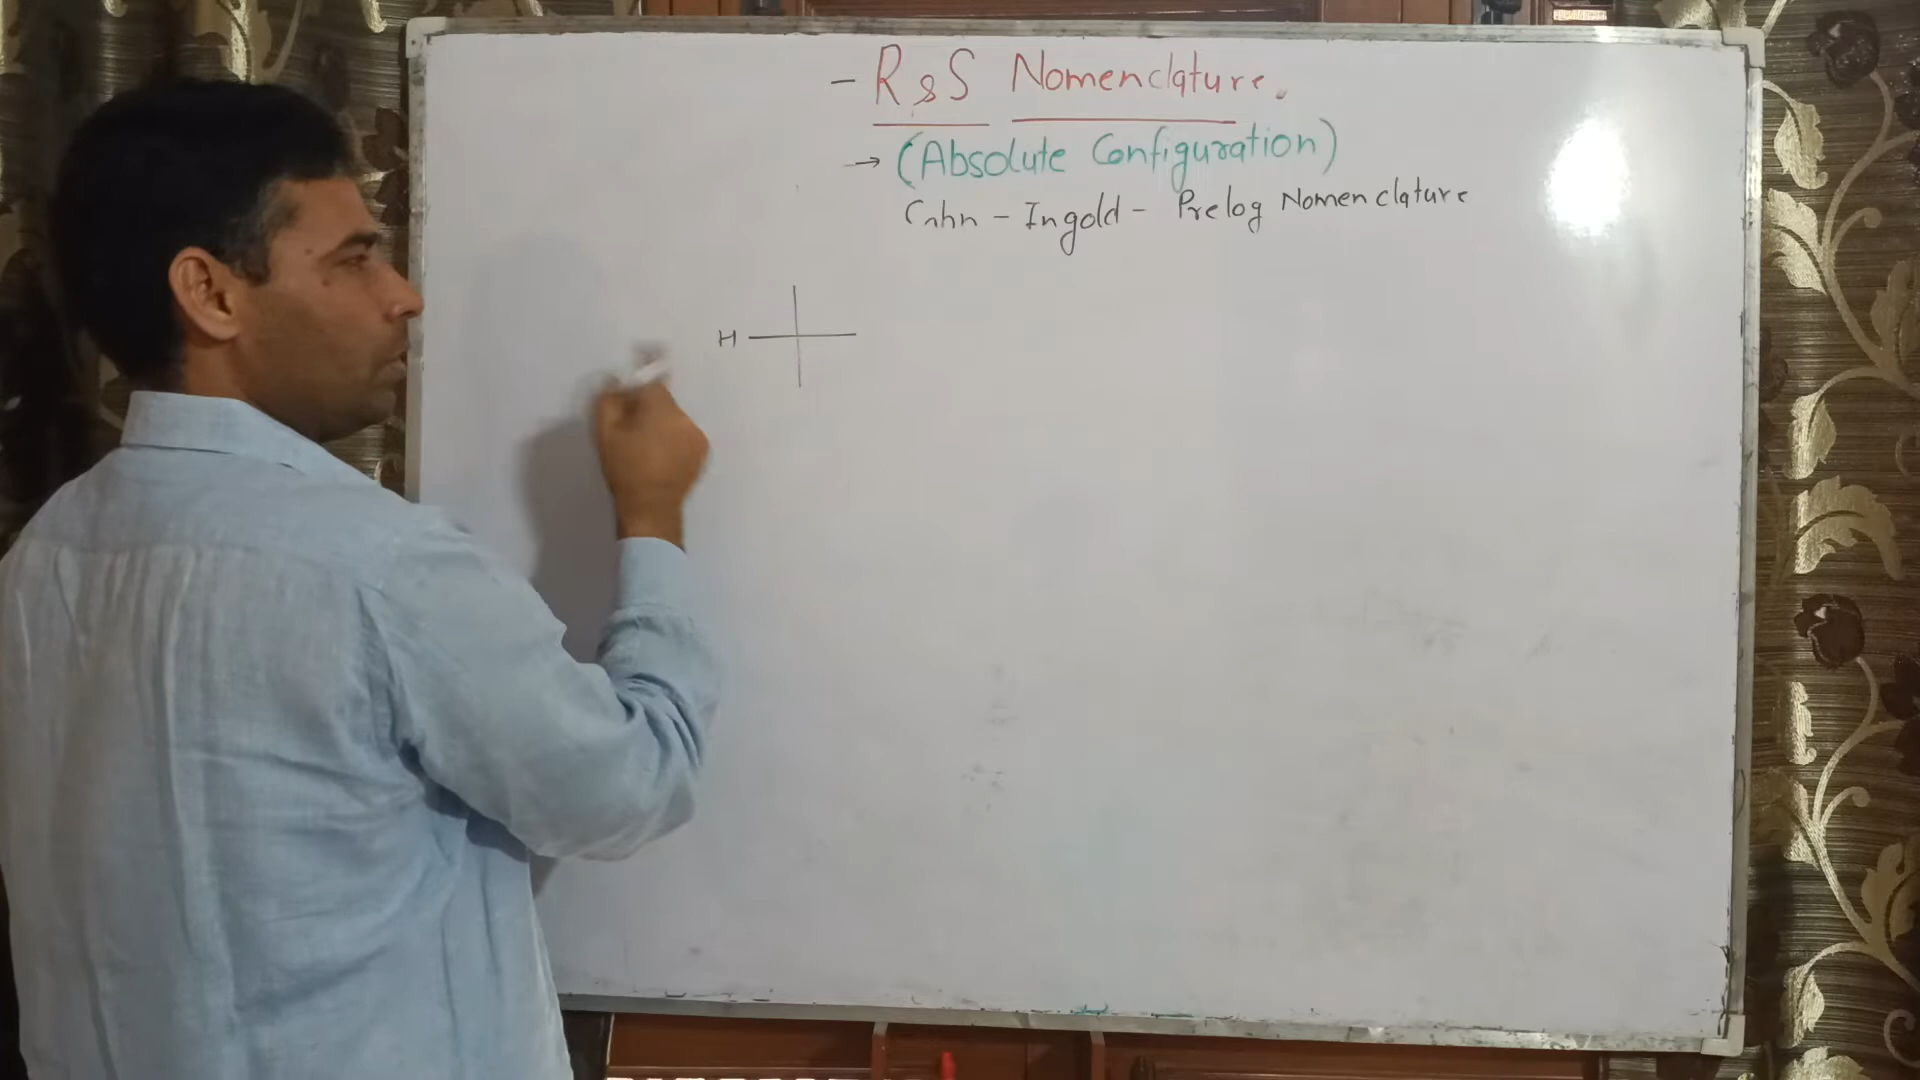 - R & S Nomenclature.
→ (Absolute Configuration)
Cahn - Ingold - Prelog Nomenclature
H